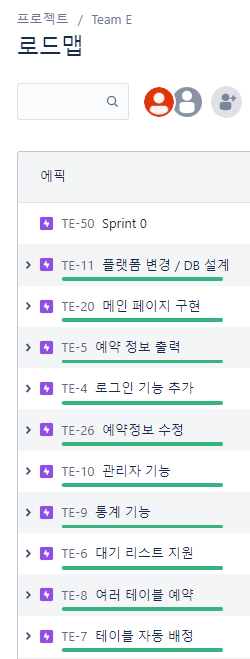 프로젝트 / Team E
로드맵
에픽
TE-50 Sprint 0
TE-11 플랫폼 변경 / DB 설계
TE-20 메인 페이지 구현
TE-5 예약 정보 출력
TE-4 로그인 기능 추가
TE-26 예약정보 수정
TE-10 관리자 기능
TE-9 통계 기능
TE-6 대기 리스트 지원
TE-8 여러 테이블 예약
TE-7 테이블 자동 배정